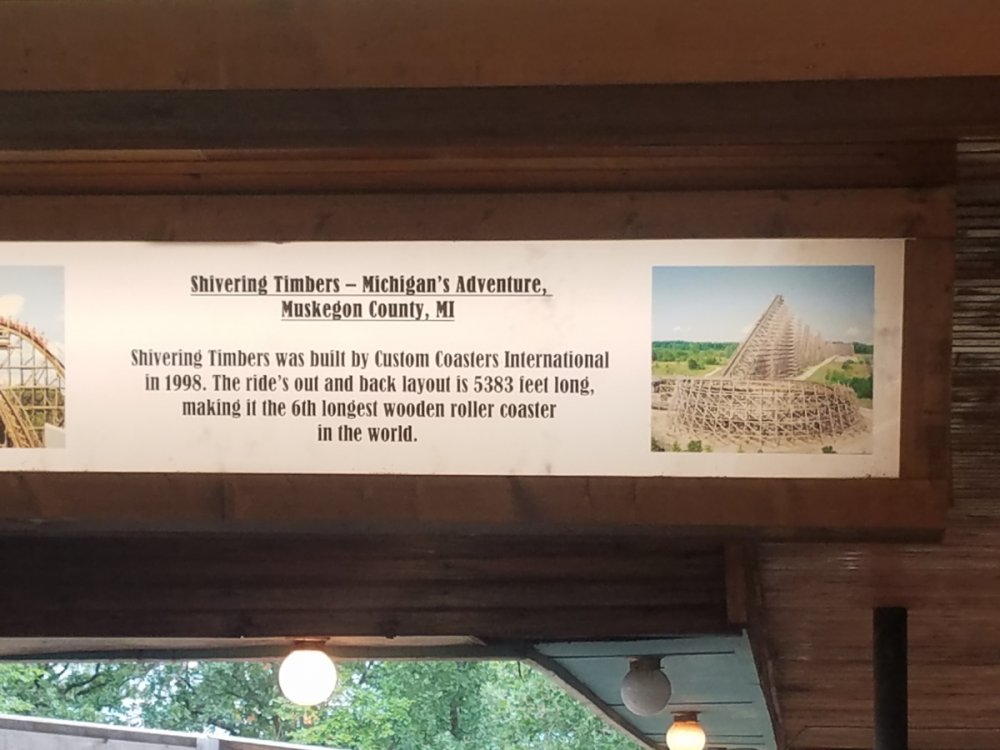 Shivering Timbers – Michigan's Adventure,
Muskegon County, MI
Shivering Timbers was built by Custom Coasters International
in 1998. The ride's out and back layout is 5383 feet long,
making it the 6th longest wooden roller coaster
in the world.